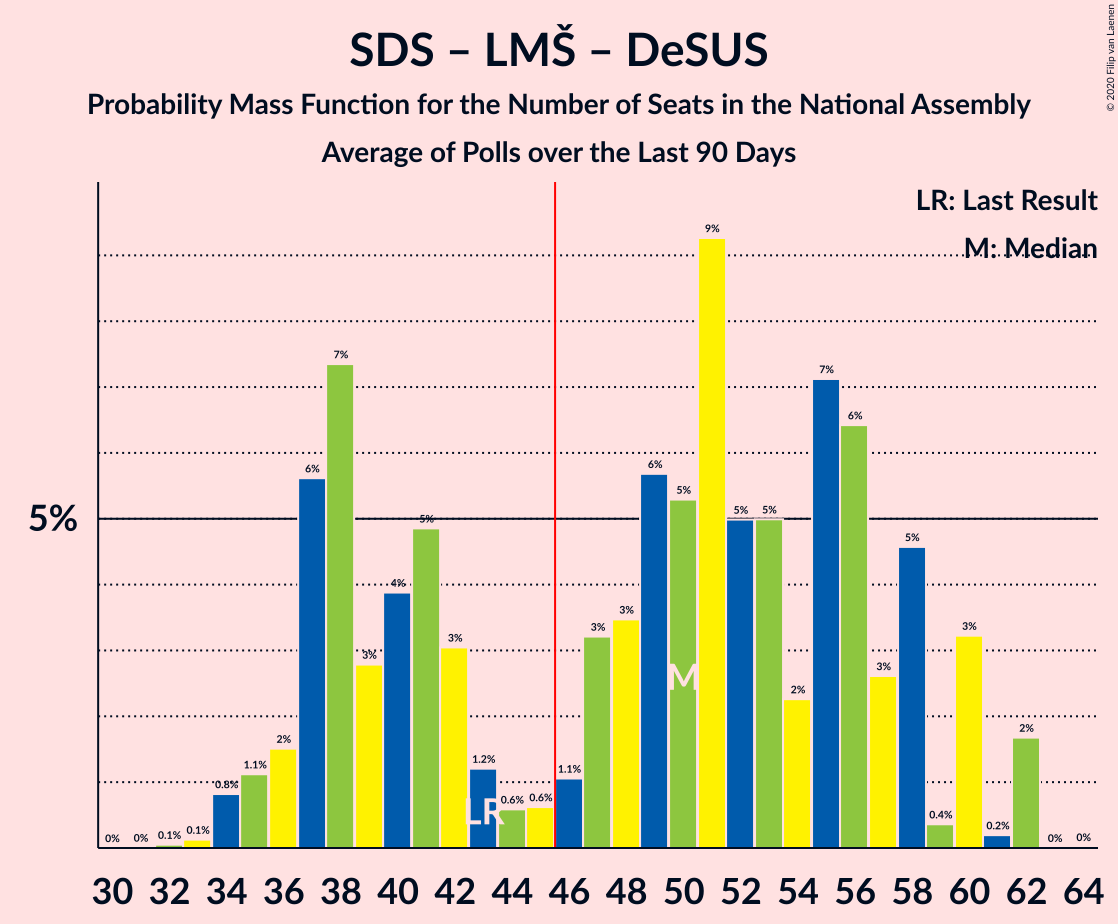 SDS – LMŠ – DeSUS
Probability Mass Function for the Number of Seats in the National Assembly
Average of Polls over the Last 90 Days
© 2020 Filip van Laenen
LR: Last Result
M: Median
5%
0% 0% 0.1% 0.1% 0.8% 1.1% 2% 6% 7% 3% 4% 5% 3% 1.2% 0.6% 0.6% 1.1% 3% 3% 6% 5% 9% 5% 5% 2% 7% 6% 3% 5% 0.4% 3% 0.2% 2% 0% 0%
LR M
30 32 34 36 38 40 42 44 46 48 50 52 54 56 58 60 62 64